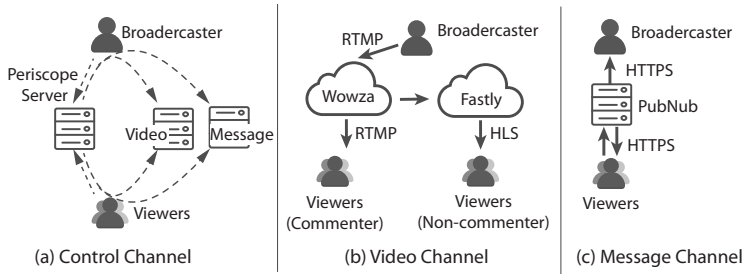 Broadercaster
Periscope
Server
Video
Message
Viewers
(a) Control Channel
Broadercaster
RTMP
Wowza
Fastly
RTMP
HLS
Viewers
(Commenter)
Viewers
(Non-commenter)
(b) Video Channel
Broadercaster
HTTPS
PubNub
HTTPS
Viewers
(c) Message Channel